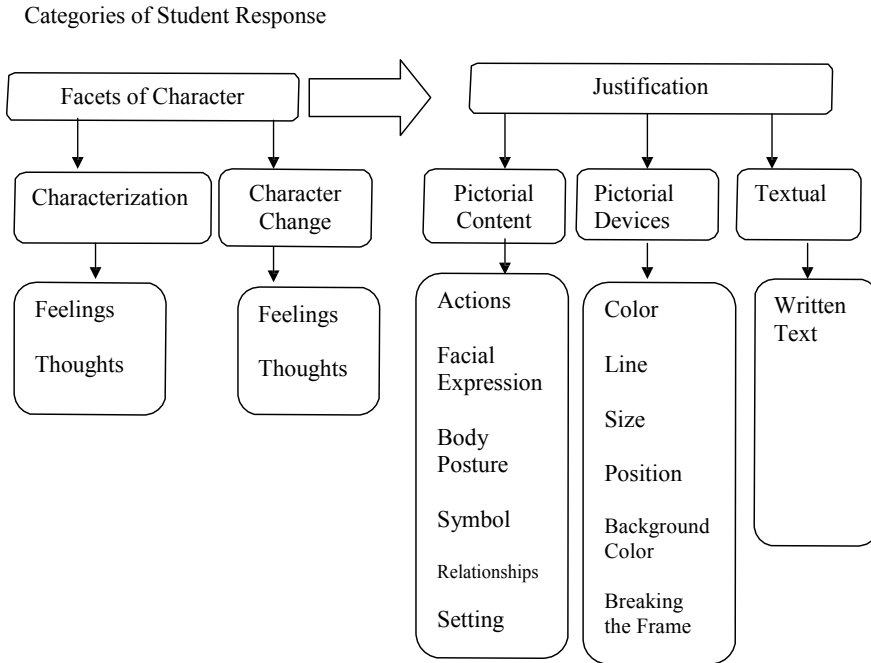 Categories of Student Response
Facets of Character
Justification
Characterization
Character
Change
Pictorial
Content
Pictorial
Devices
Textual
Feelings
Thoughts
Feelings
Thoughts
Actions
Facial
Expression
Body
Posture
Symbol
Relationships
Setting
Color
Line
Size
Position
Background
Color
Breaking
the Frame
Written
Text